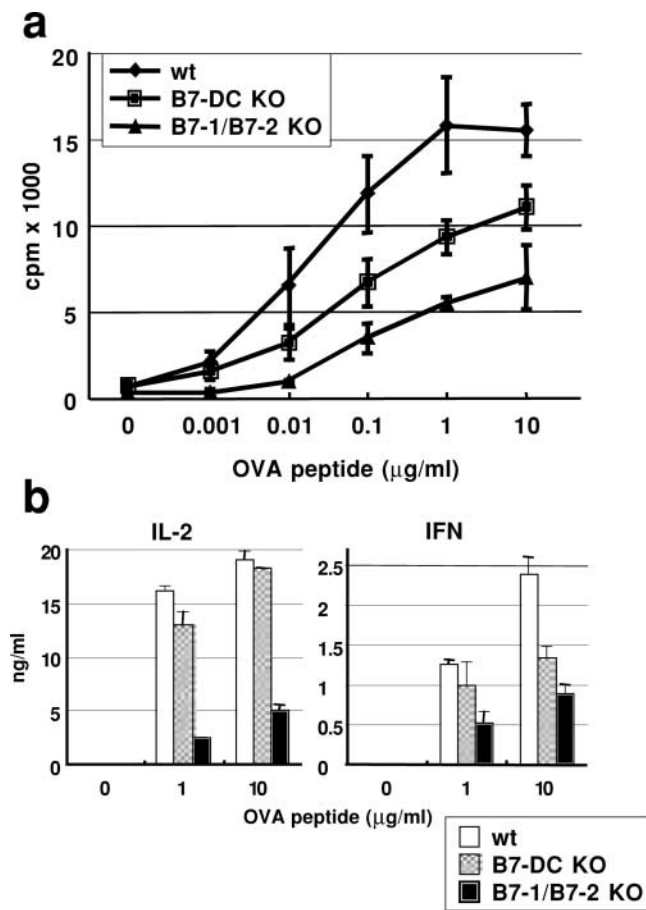 a
20
15
10
5
0
cpm x 1000
wt
B7-DC KO
B7-1/B7-2 KO
0 0.001 0.01 0.1 1 10
OVA peptide (μg/ml)
b
IL-2 IFN
20
15
10
5
0
ng/ml
2.5
2
1.5
1
0.5
0
0 1 10 0 1 10
OVA peptide (μg/ml)
wt
B7-DC KO
B7-1/B7-2 KO